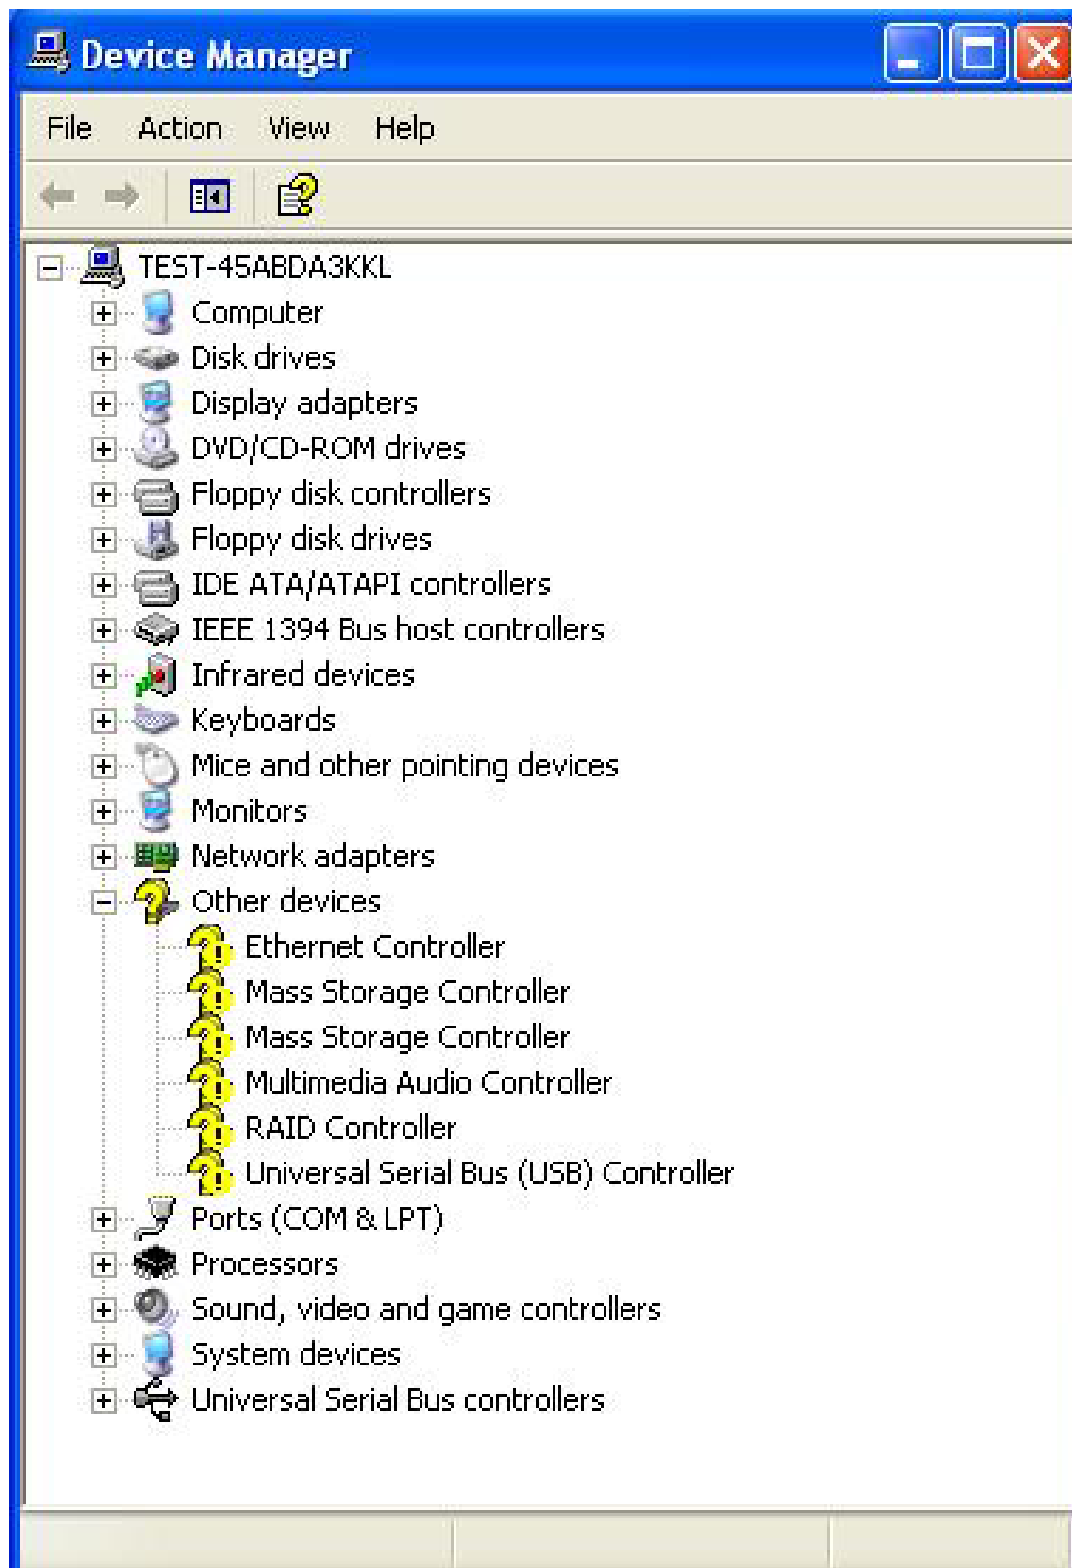 Device Manager
File Action View Help
TEST-45ABDA3KKL
Computer
Disk drives
Display adapters
DVD/CD-ROM drives
Floppy disk controllers
Floppy disk drives
IDE ATA/ATAPI controllers
IEEE 1394 Bus host controllers
Infrared devices
Keyboards
Mice and other pointing devices
Monitors
Network adapters
Other devices
Ethernet Controller
Mass Storage Controller
Mass Storage Controller
Multimedia Audio Controller
RAID Controller
Universal Serial Bus (USB) Controller
Ports (COM & LPT)
Processors
Sound, video and game controllers
System devices
Universal Serial Bus controllers